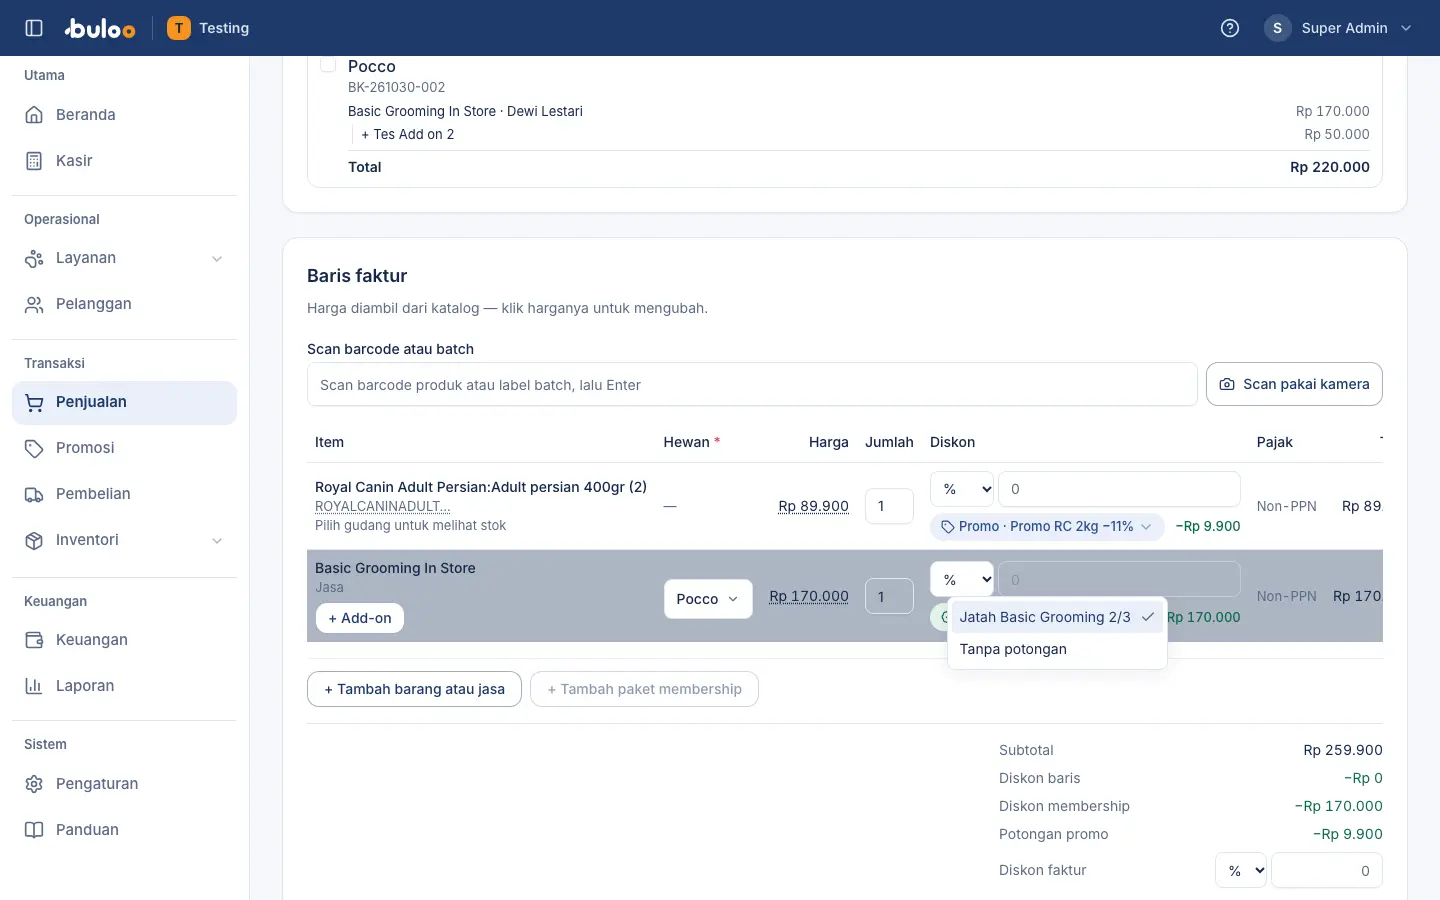 buloo
T Testing
S Super Admin
Utama
Beranda
Kasir
Operasional
Layanan
Pelanggan
Transaksi
Penjualan
Promosi
Pembelian
Inventori
Keuangan
Keuangan
Laporan
Sistem
Pengaturan
Panduan
Pocco
BK-261030-002
Basic Grooming In Store · Dewi Lestari Rp 170.000
+ Tes Add on 2 Rp 50.000
Total Rp 220.000
Baris faktur
Harga diambil dari katalog — klik harganya untuk mengubah.
Scan barcode atau batch
Scan barcode produk atau label batch, lalu Enter
Scan pakai kamera
Item Hewan * Harga Jumlah Diskon Pajak
Royal Canin Adult Persian:Adult persian 400gr (2)
ROYALCANINADULT...
Pilih gudang untuk melihat stok
— Rp 89.900 1 % 0 Non-PPN Rp 89.
Promo · Promo RC 2kg −11% −Rp 9.900
Basic Grooming In Store
Jasa
+ Add-on
Pocco Rp 170.000 1 % 0 Non-PPN Rp 170.
Rp 170.000
Jatah Basic Grooming 2/3
Tanpa potongan
+ Tambah barang atau jasa
+ Tambah paket membership
Subtotal Rp 259.900
Diskon baris −Rp 0
Diskon membership −Rp 170.000
Potongan promo −Rp 9.900
Diskon faktur % 0